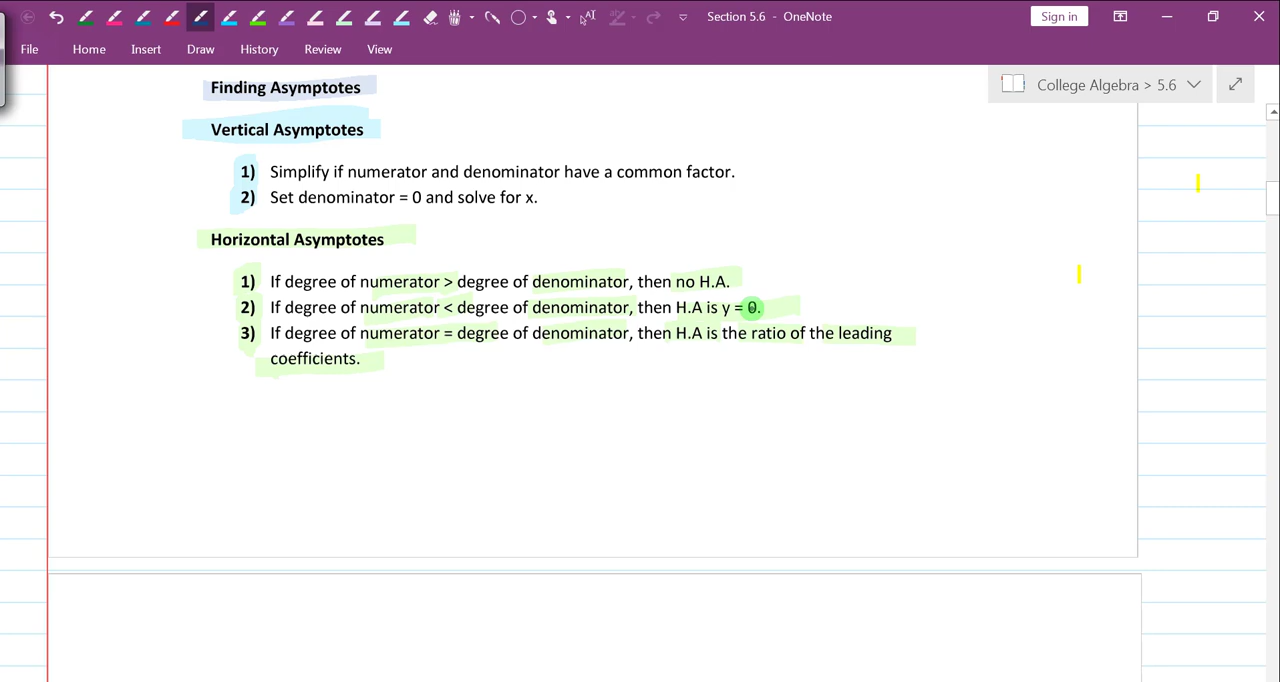 Section 5.6 - OneNote
Sign in
File Home Insert Draw History Review View
College Algebra > 5.6
Finding Asymptotes
Vertical Asymptotes
1) Simplify if numerator and denominator have a common factor.
2) Set denominator = 0 and solve for x.
Horizontal Asymptotes
1) If degree of numerator > degree of denominator, then no H.A.
2) If degree of numerator < degree of denominator, then H.A is y = 0.
3) If degree of numerator = degree of denominator, then H.A is the ratio of the leading
coefficients.